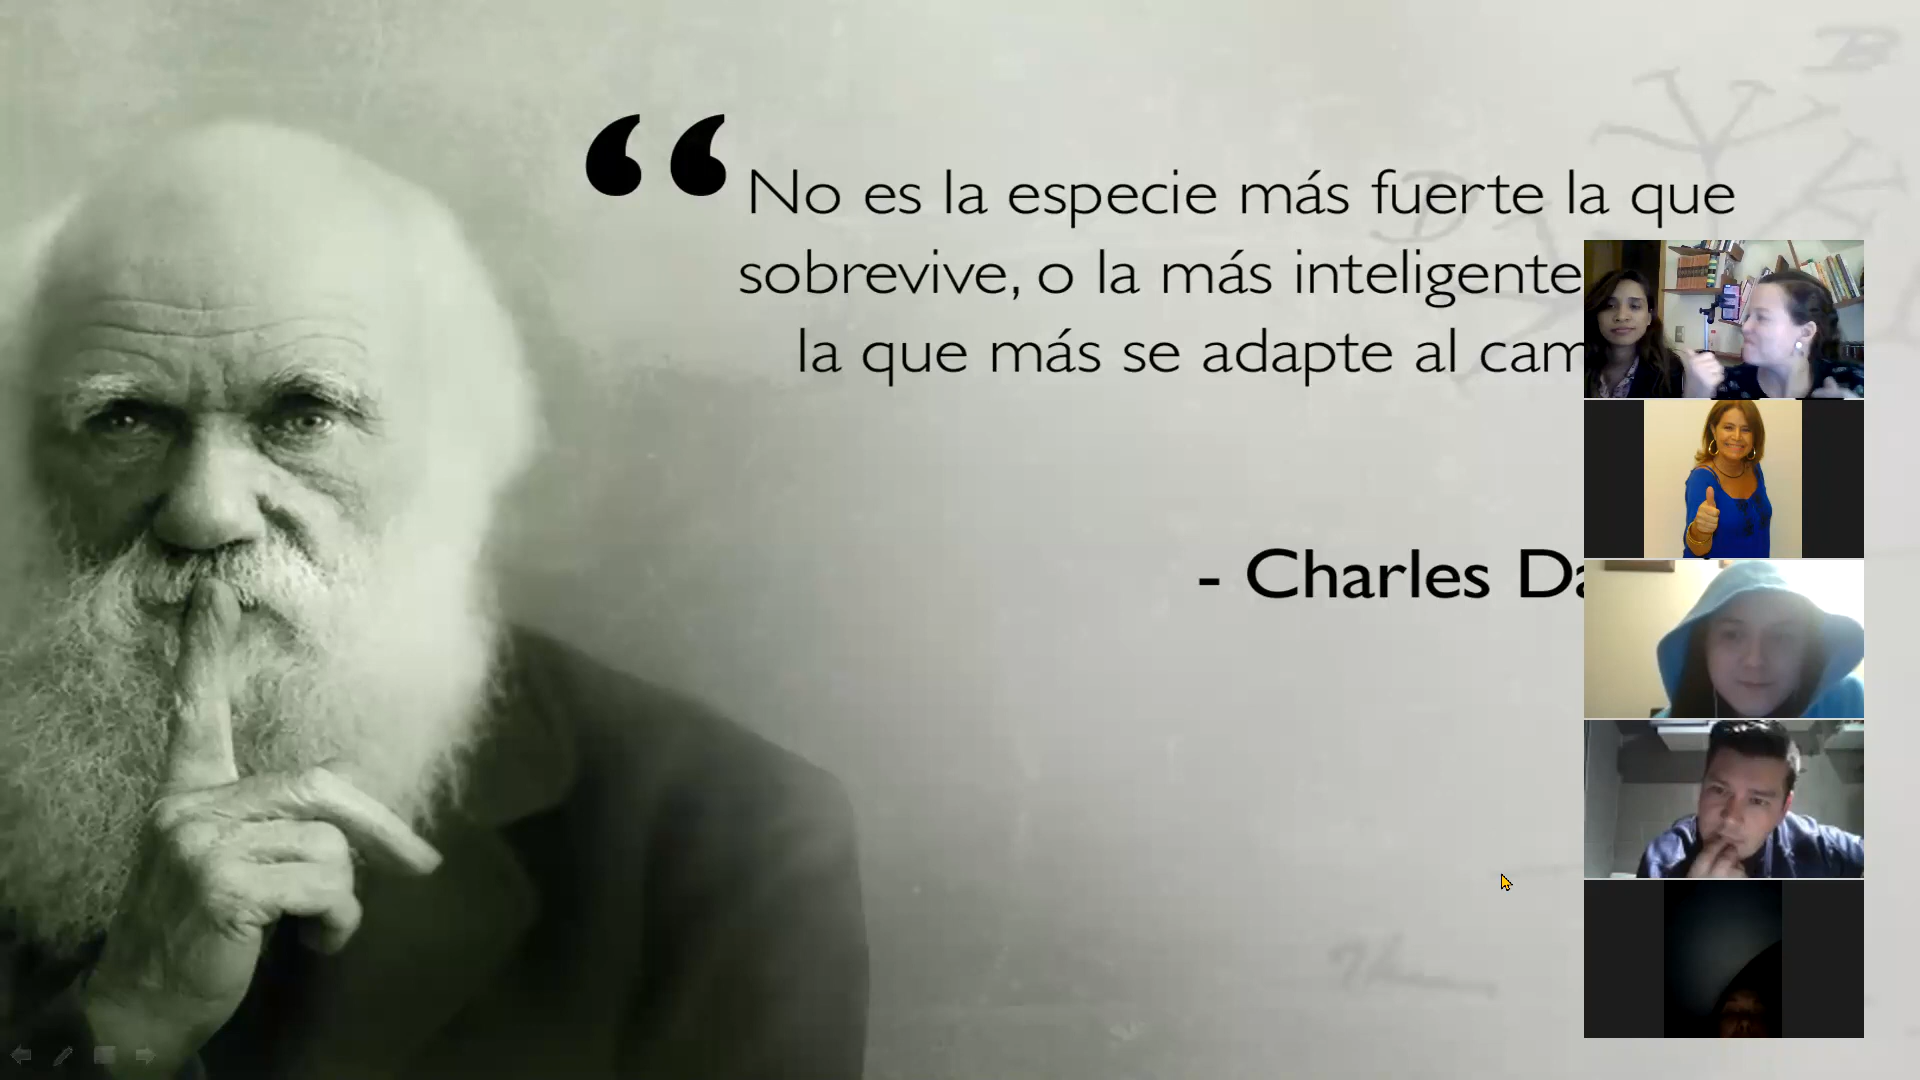 “ No es la especie más fuerte la que
sobrevive, o la más inteligente
la que más se adapte al cam
- Charles Da